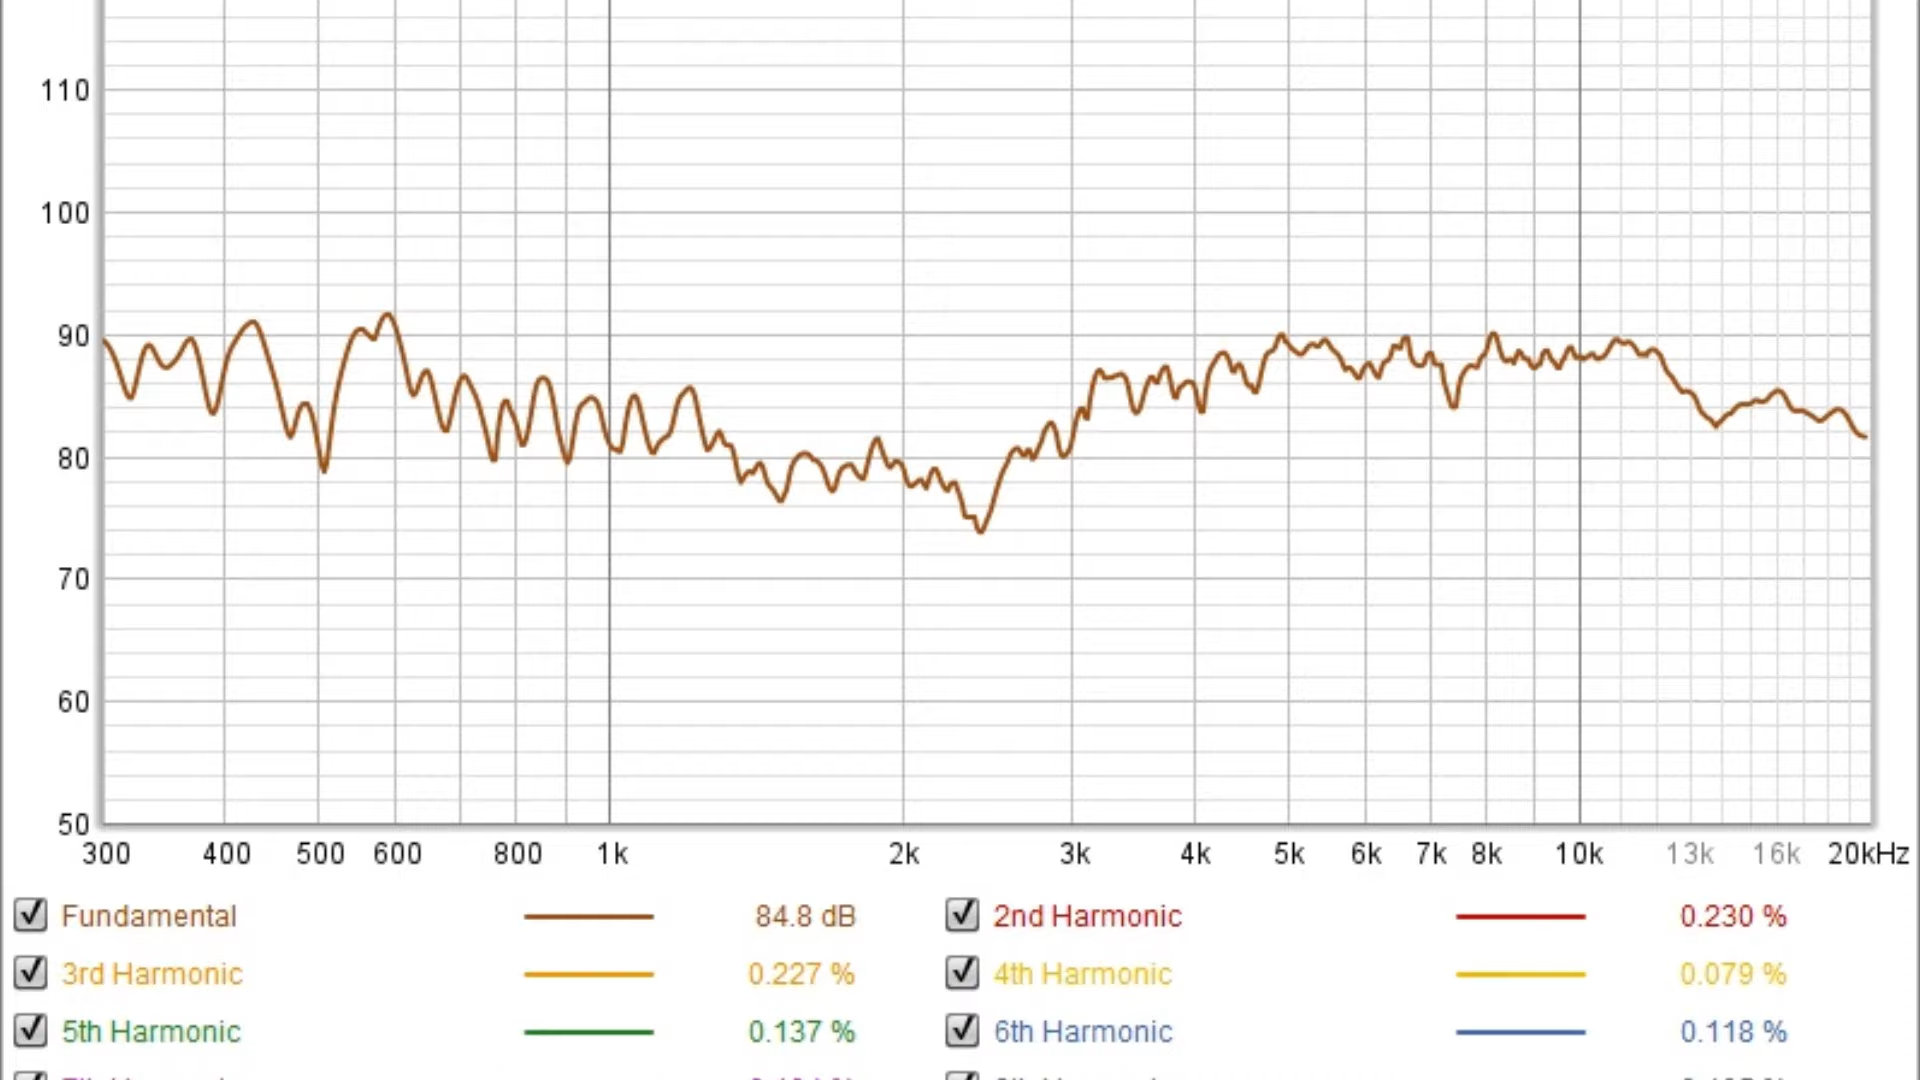 110
100
90
80
70
60
50
300 400 500 600 800 1k 2k 3k 4k 5k 6k 7k 8k 10k 13k 16k 20kHz
Fundamental 84.8 dB 2nd Harmonic 0.230 %
3rd Harmonic 0.227 % 4th Harmonic 0.079 %
5th Harmonic 0.137 % 6th Harmonic 0.118 %